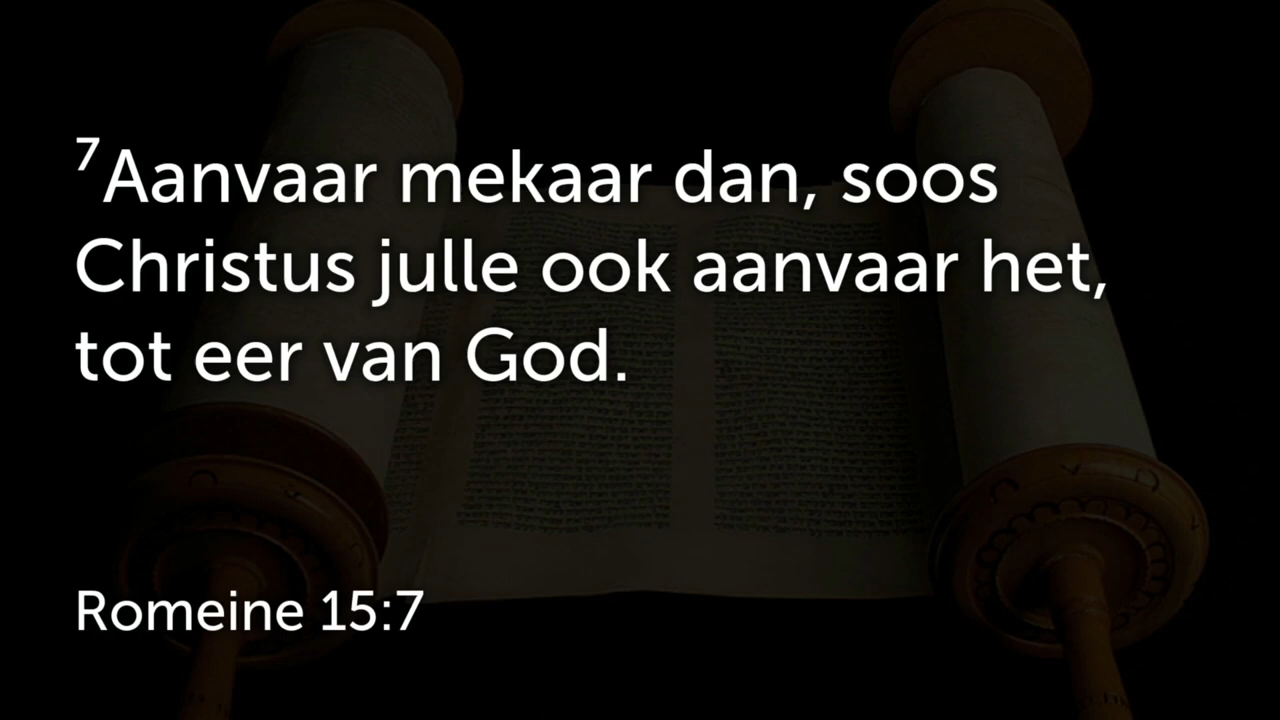 ⁷Aanvaar mekaar dan, soos
Christus julle ook aanvaar het,
tot eer van God.
Romeine 15:7